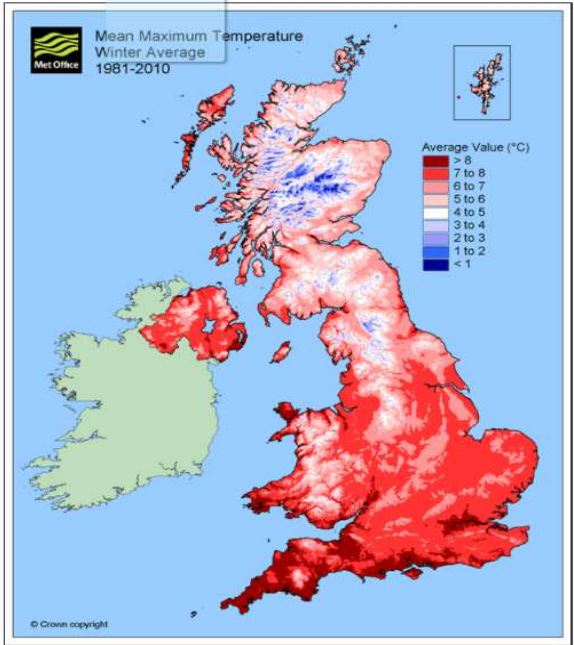 Met Office
Mean Maximum Temperature
Winter Average
1981-2010
Average Value (°C)
> 8
7 to 8
6 to 7
5 to 6
4 to 5
3 to 4
2 to 3
1 to 2
< 1
© Crown copyright